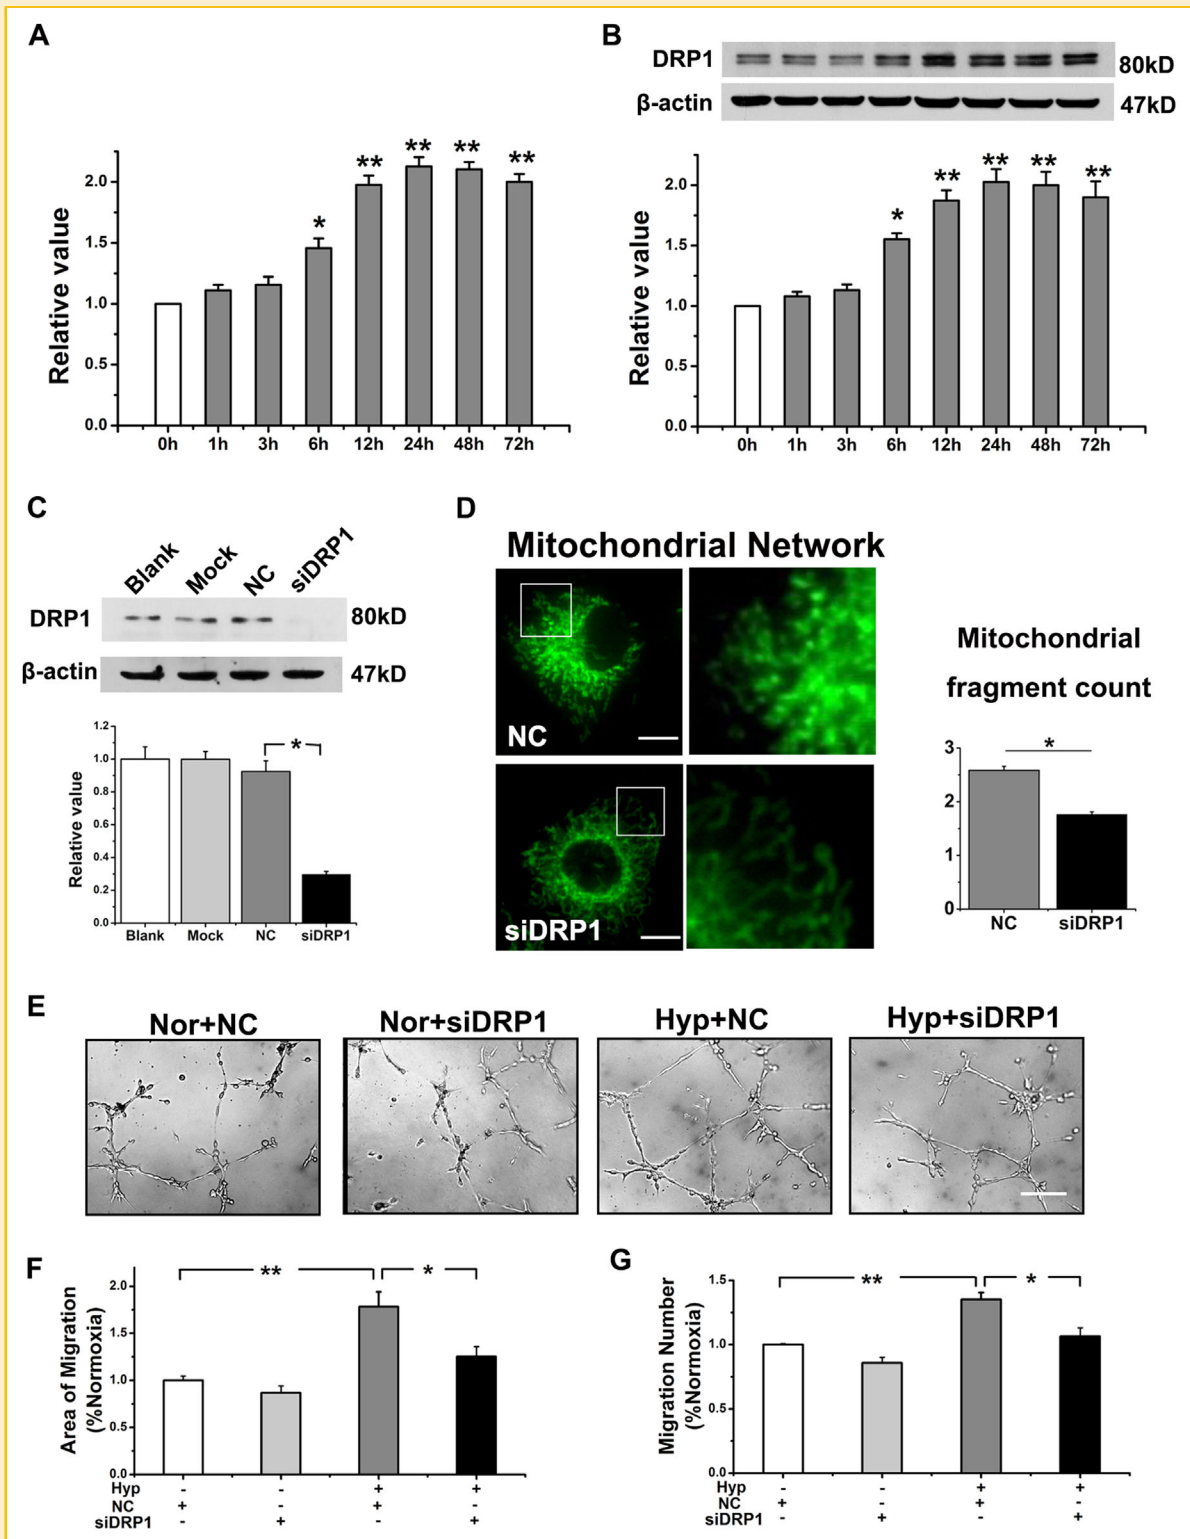 A
Relative value
** ** ** **
*
2.0
1.5
1.0
0.5
0.0
0h 1h 3h 6h 12h 24h 48h 72h
B
DRP1 80kD
β-actin 47kD
Relative value
** ** ** **
*
2.0
1.5
1.0
0.5
0.0
0h 1h 3h 6h 12h 24h 48h 72h
C
Blank Mock NC siDRP1
DRP1 80kD
β-actin 47kD
Relative value
*
1.2
1.0
0.8
0.6
0.4
0.2
0.0
Blank Mock NC siDRP1
D
Mitochondrial Network
NC
siDRP1
Mitochondrial
fragment count
*
3
2
1
0
NC siDRP1
E
Nor+NC Nor+siDRP1 Hyp+NC Hyp+siDRP1
F
Area of Migration
(%Normoxia)
** *
2.0
1.5
1.0
0.5
0.0
Hyp - - + +
NC + - + -
siDRP1 - + - +
G
Migration Number
(%Normoxia)
** *
1.5
1.0
0.5
0.0
Hyp - - + +
NC + - + -
siDRP1 - + - +